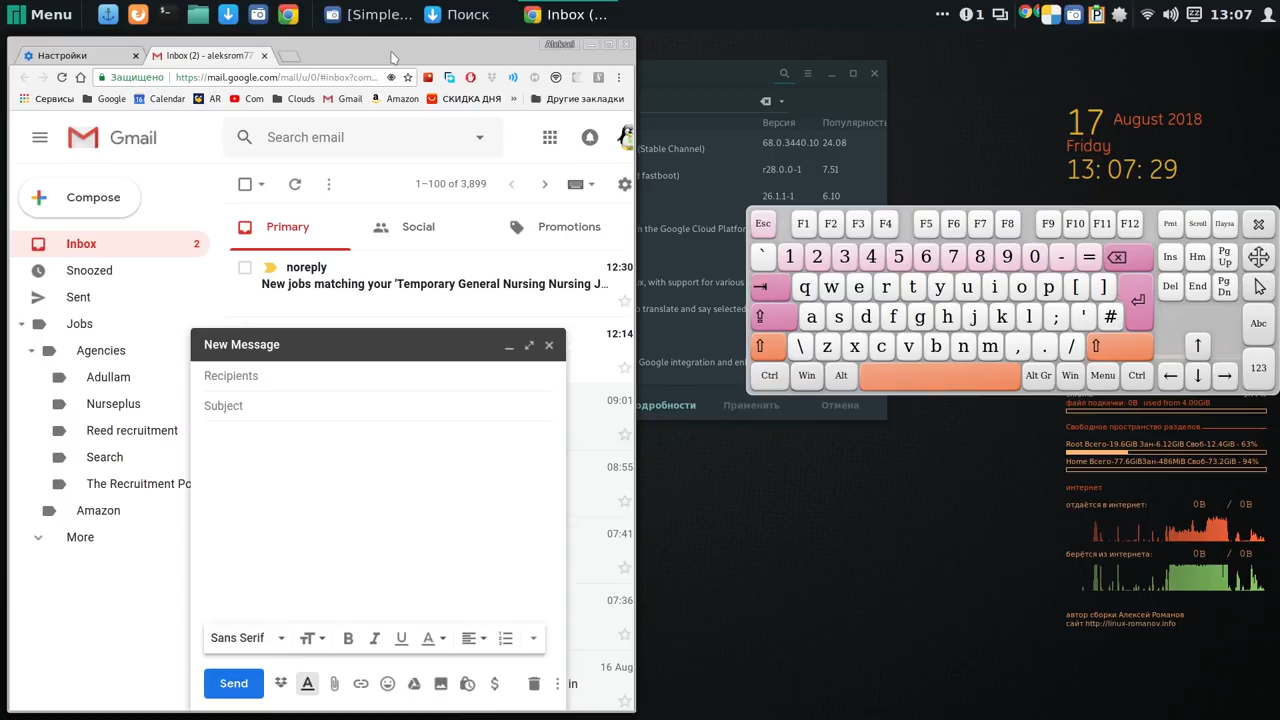 Menu
[Simple...
Поиск
Inbox (...
1
13:07
Настройки
Inbox (2) - aleksrom77
Aleksei
Защищено
https://mail.google.com/mail/u/0/#inbox?com...
Сервисы
Google
Calendar
AR
Com
Clouds
Gmail
Amazon
СКИДКА ДНЯ
»
Другие закладки
Gmail
Search email
Compose
1–100 of 3,899
Inbox 2
Snoozed
Sent
Jobs
Agencies
Adullam
Nurseplus
Reed recruitment
Search
The Recruitment Po
Amazon
More
Primary
Social
Promotions
noreply
12:30
New jobs matching your 'Temporary General Nursing Nursing J...
12:14
09:01
08:55
07:41
07:36
16 Aug
in
New Message
Recipients
Subject
Sans Serif
Send
Версия
Популярность
(Stable Channel)
68.0.3440.10 24.08
fastboot)
r28.0.0-1 7,51
26.1.1-1 6.10
n the Google Cloud Platfor
ux, with support for various
to translate and say selected
Google integration and en
одробности
Применить
Отмена
17 August 2018
Friday
13: 07: 29
Esc F1 F2 F3 F4 F5 F6 F7 F8 F9 F10 F11 F12 Prnt Scroll Пауза
` 1 2 3 4 5 6 7 8 9 0 - = Ins Hm Pg Up
q w e r t y u i o p [ ] Del End Pg Dn
a s d f g h j k l ; ' # Abc
\ z x c v b n m , . /
Ctrl Win Alt Alt Gr Win Menu Ctrl 123
файл подкачки: 0B used from 4.00GiB
Свободное пространство разделов
Root Всего-19.6GiB Зан-6.12GiB Своб-12.4GiB - 63%
Home Всего-77.6GiBЗан-486MiB Своб-73.2GiB - 94%
интернет
отдаётся в интернет: 0B / 0B
берётся из интернета: 0B / 0B
автор сборки Алексей Романов
сайт http://linux-romanov.info